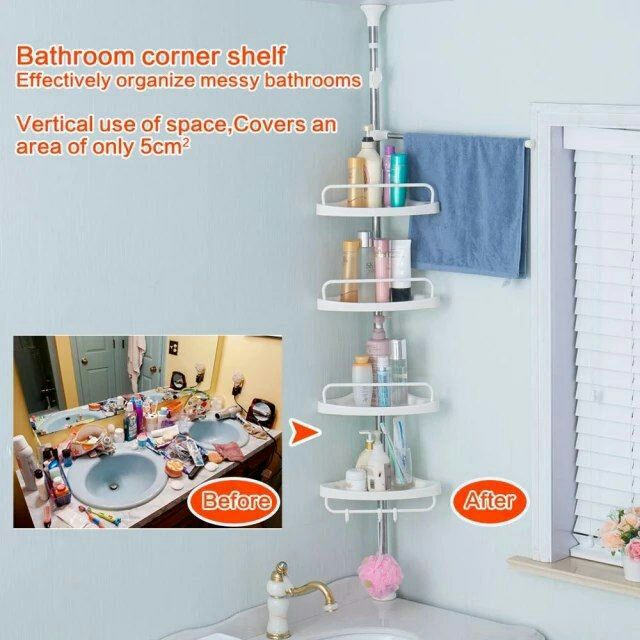 Bathroom corner shelf
Effectively organize messy bathrooms
Vertical use of space,Covers an
area of only 5cm²
Before
After